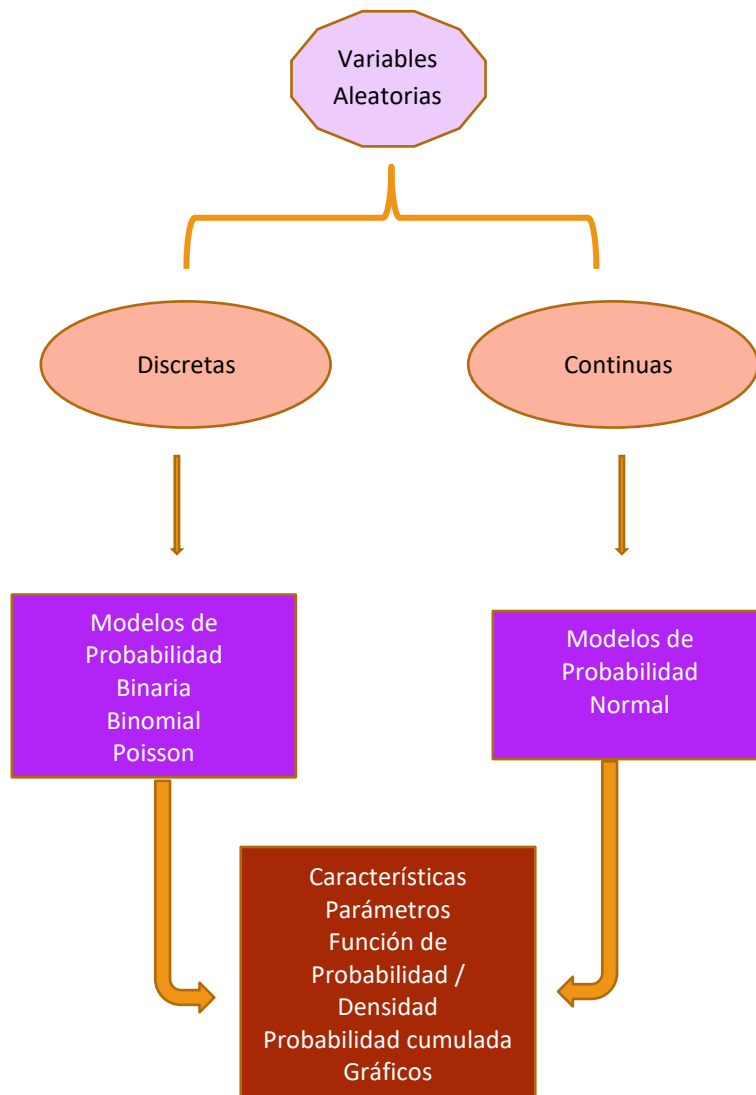 Variables
Aleatorias
Discretas
Continuas
Modelos de
Probabilidad
Binaria
Binomial
Poisson
Modelos de
Probabilidad
Normal
Características
Parámetros
Función de
Probabilidad /
Densidad
Probabilidad cumulada
Gráficos